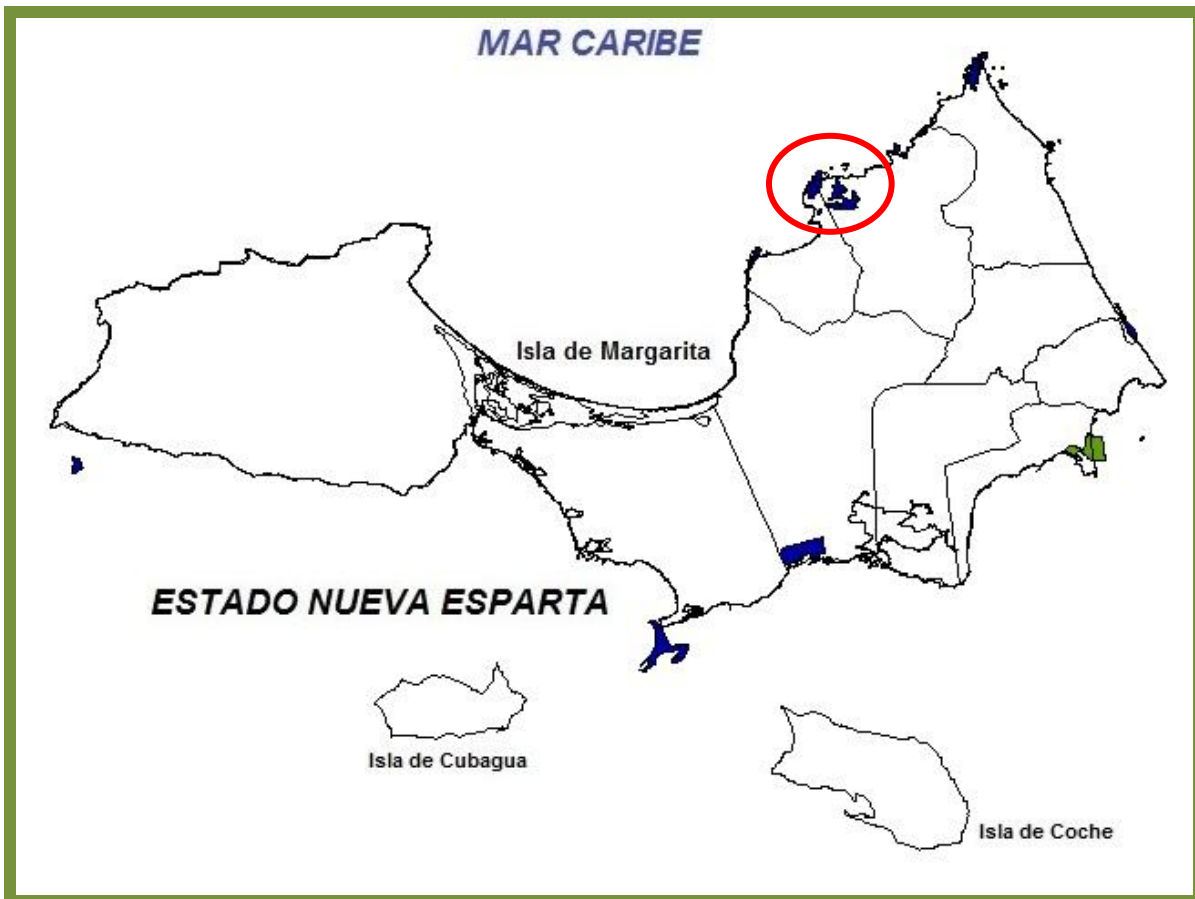 MAR CARIBE
Isla de Margarita
ESTADO NUEVA ESPARTA
Isla de Cubagua
Isla de Coche